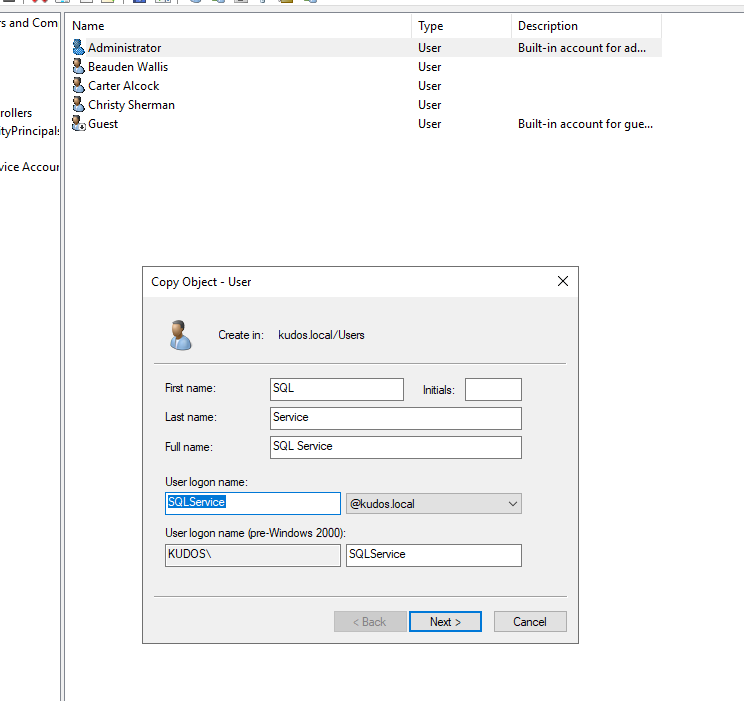 rs and Com
Name Type Description
Administrator User Built-in account for ad...
Beauden Wallis User
Carter Alcock User
Christy Sherman User
Guest User Built-in account for gue...
rollers
ityPrincipals
vice Accour
Copy Object - User
Create in: kudos.local/Users
First name: SQL Initials:
Last name: Service
Full name: SQL Service
User logon name:
SQLService @kudos.local
User logon name (pre-Windows 2000):
KUDOS\ SQLService
< Back Next > Cancel